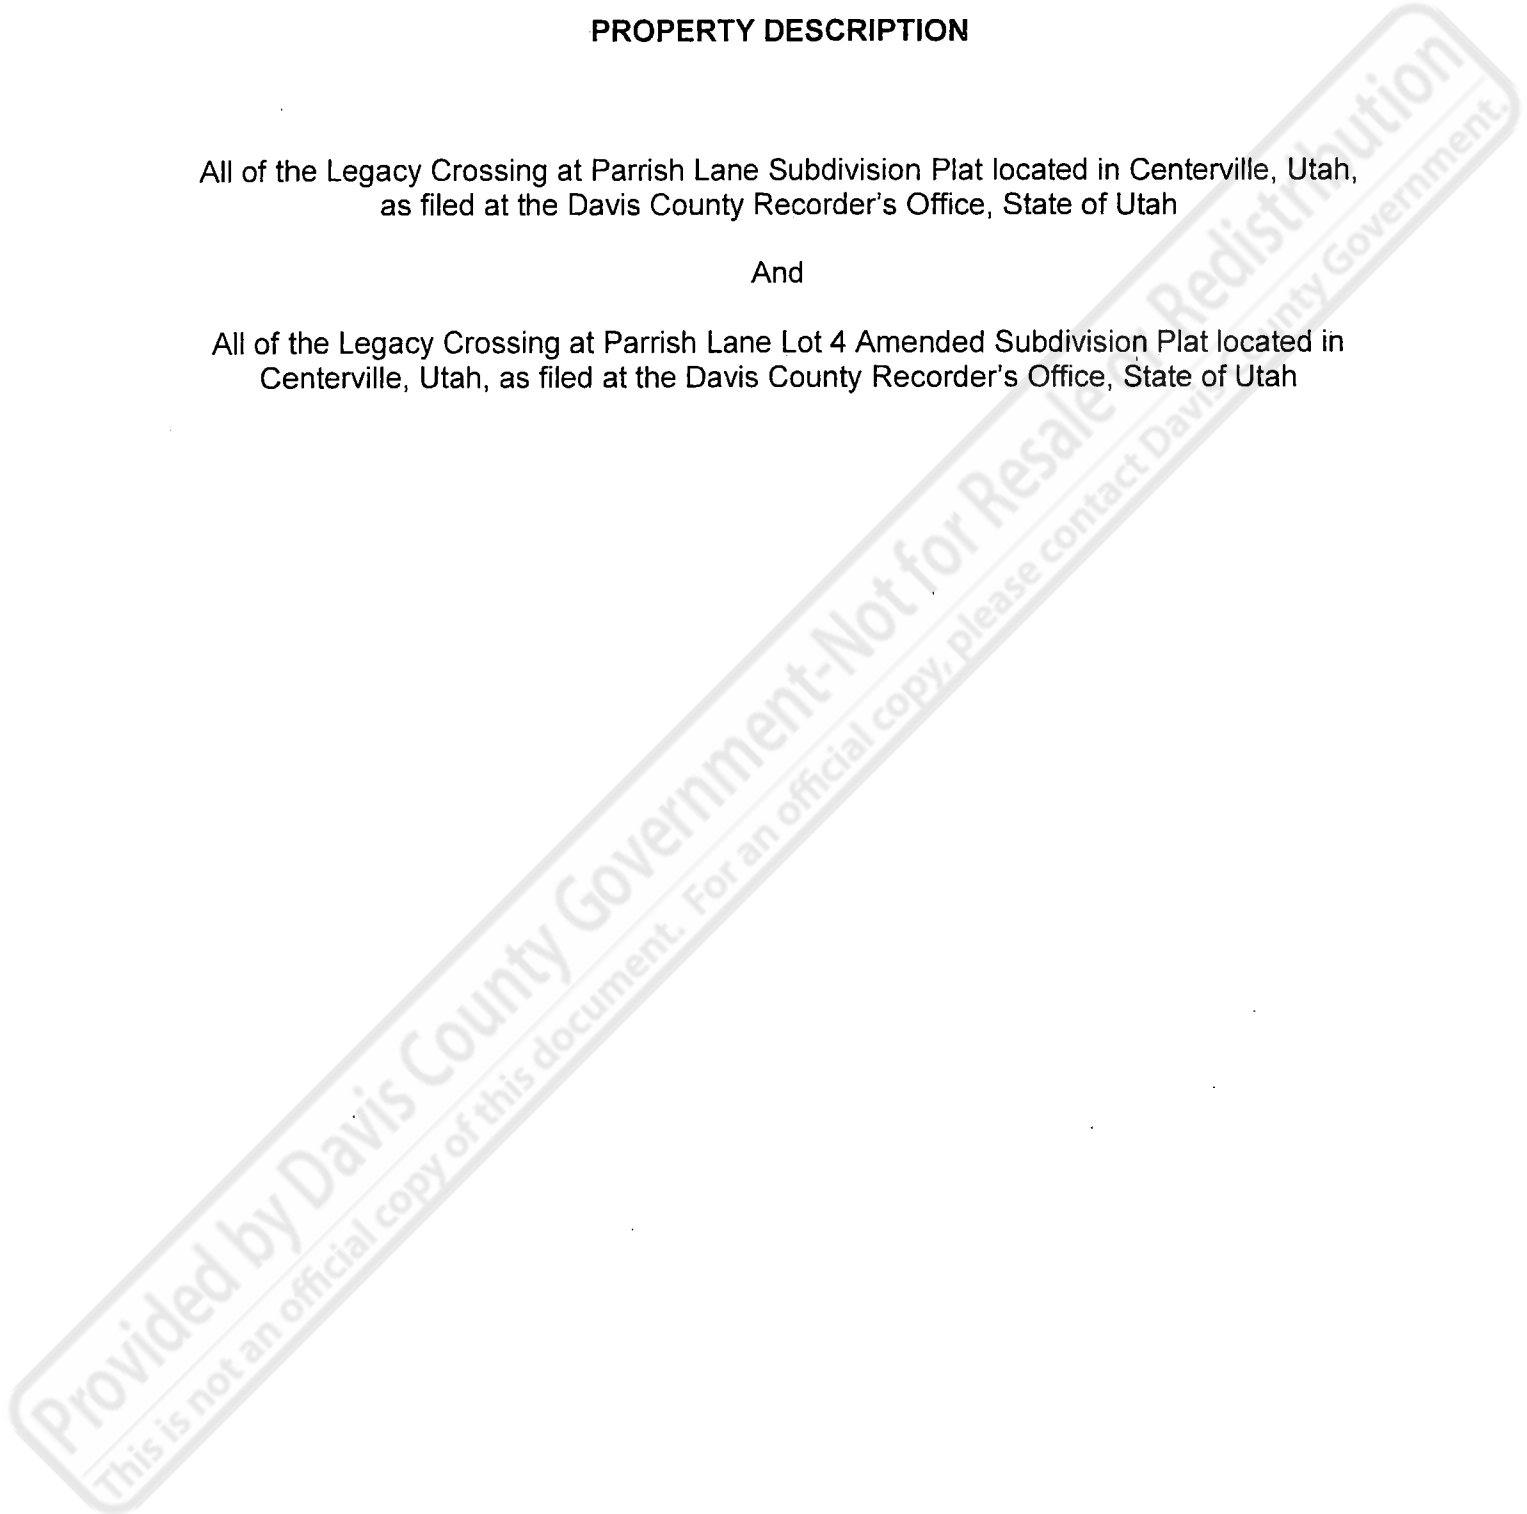 PROPERTY DESCRIPTION
All of the Legacy Crossing at Parrish Lane Subdivision Plat located in Centerville, Utah,
as filed at the Davis County Recorder's Office, State of Utah
And
All of the Legacy Crossing at Parrish Lane Lot 4 Amended Subdivision Plat located in
Centerville, Utah, as filed at the Davis County Recorder's Office, State of Utah
Provided by Davis County Government-Not for Resale or Redistribution
This is not an official copy of this document. For an official copy, please contact Davis County Government.